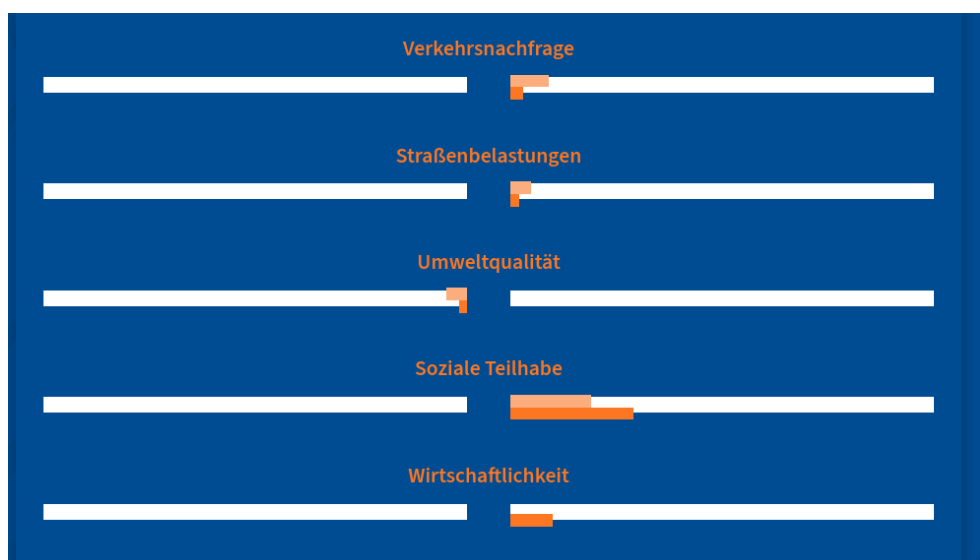 Verkehrsnachfrage
Straßenbelastungen
Umweltqualität
Soziale Teilhabe
Wirtschaftlichkeit